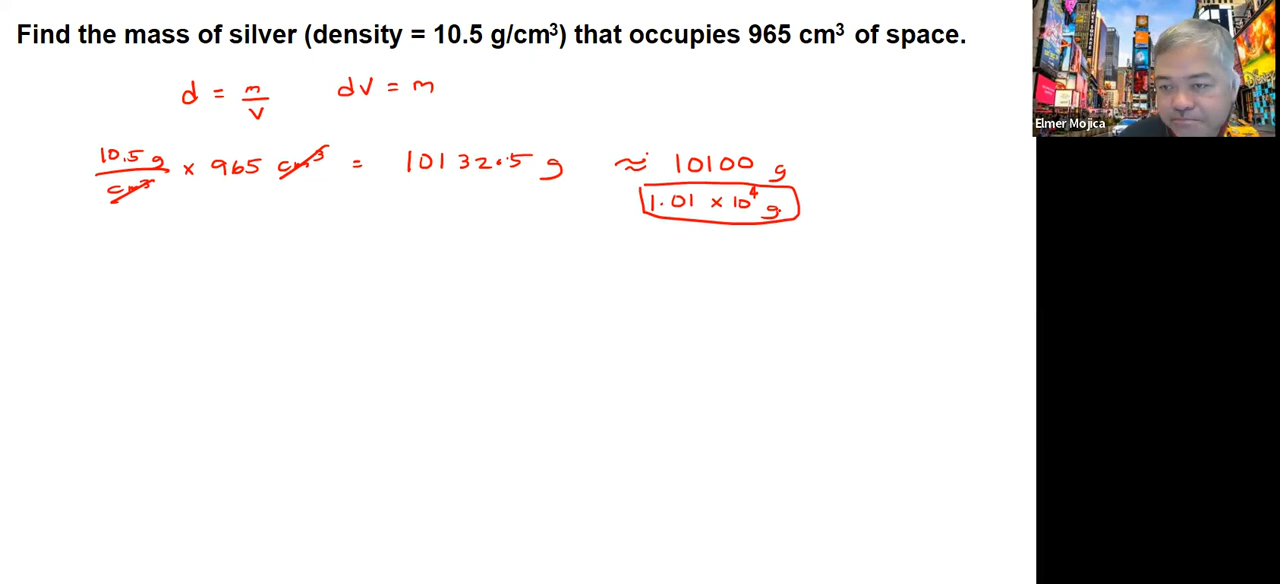 Find the mass of silver (density = 10.5 g/cm³) that occupies 965 cm³ of space.
d = m/v dv = m
10.5 g/cm³ × 965 cm³ = 10132.5 g ≈ 10100 g
1.01 × 10⁴ g.
Elmer Mojica